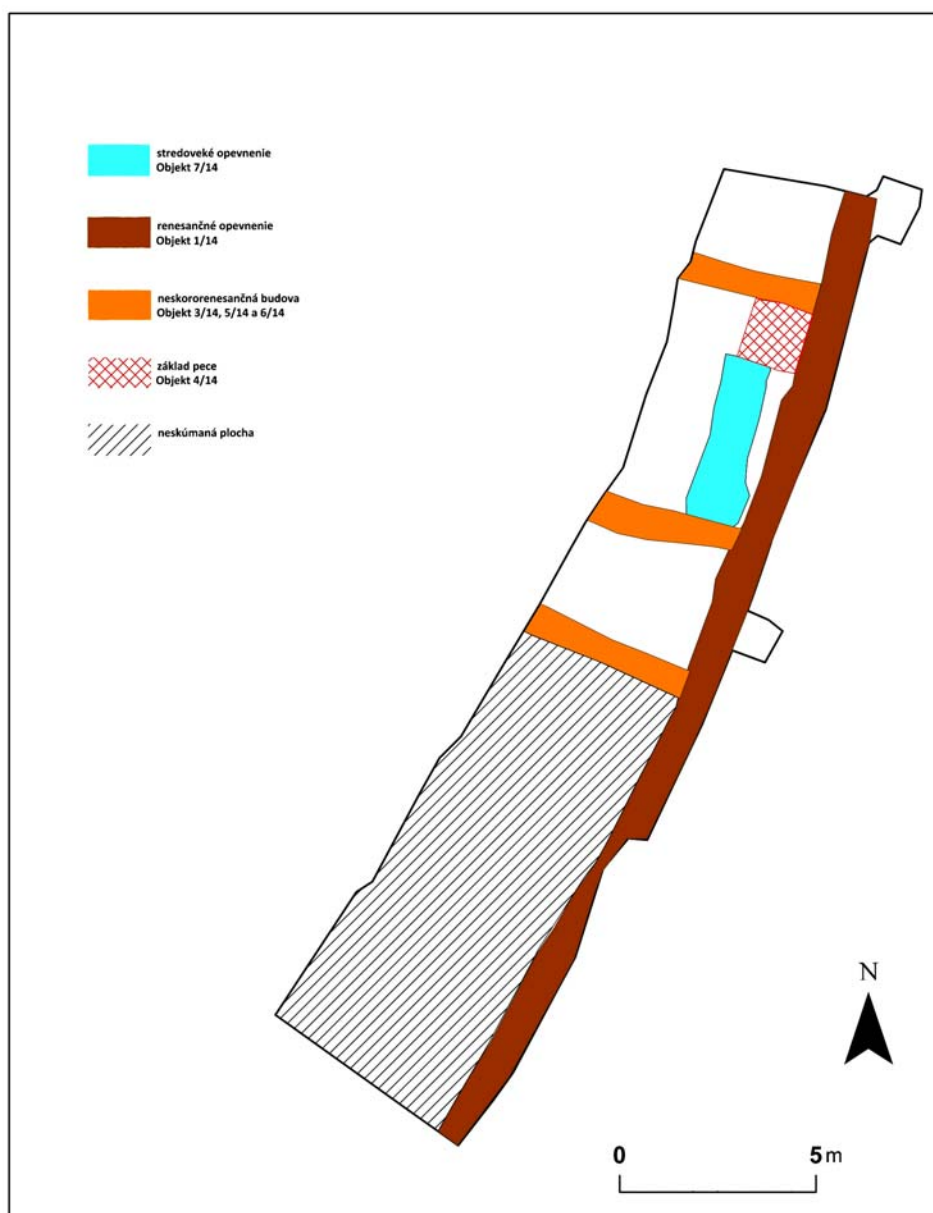 stredoveké opevnenie
Objekt 7/14
renesančné opevnenie
Objekt 1/14
neskororenesančná budova
Objekt 3/14, 5/14 a 6/14
základ pece
Objekt 4/14
neskúmaná plocha
N
0 5 m